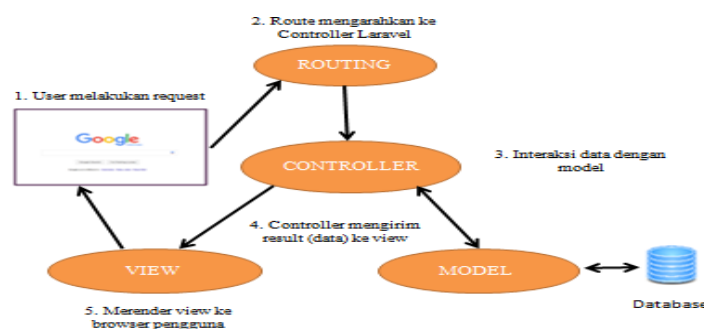 2. Route mengarahkan ke
Controller Laravel
ROUTING
1. User melakukan request
Google
CONTROLLER
3. Interaksi data dengan
model
4. Controller mengirim
result (data) ke view
VIEW
MODEL
Database
5. Merender view ke
browser pengguna